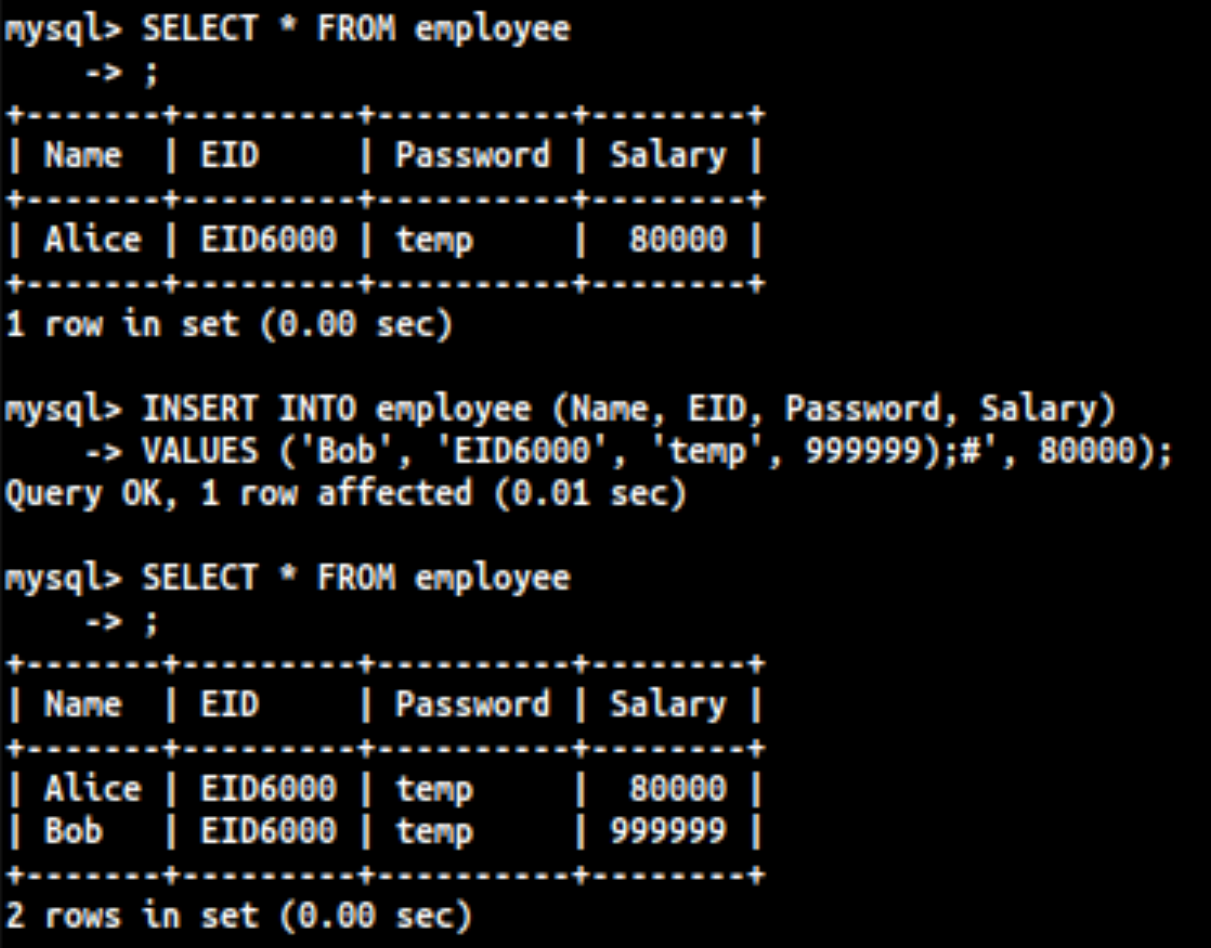 mysql> SELECT * FROM employee
    -> ;
+-------+---------+----------+--------+
| Name  | EID     | Password | Salary |
+-------+---------+----------+--------+
| Alice | EID6000 | temp     |  80000 |
+-------+---------+----------+--------+
1 row in set (0.00 sec)

mysql> INSERT INTO employee (Name, EID, Password, Salary)
    -> VALUES ('Bob', 'EID6000', 'temp', 999999);#', 80000);
Query OK, 1 row affected (0.01 sec)

mysql> SELECT * FROM employee
    -> ;
+-------+---------+----------+--------+
| Name  | EID     | Password | Salary |
+-------+---------+----------+--------+
| Alice | EID6000 | temp     |  80000 |
| Bob   | EID6000 | temp     | 999999 |
+-------+---------+----------+--------+
2 rows in set (0.00 sec)